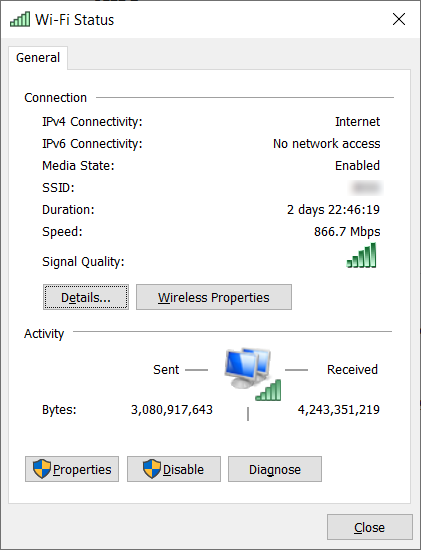 Wi-Fi Status
General
Connection
IPv4 Connectivity: Internet
IPv6 Connectivity: No network access
Media State: Enabled
SSID:
Duration: 2 days 22:46:19
Speed: 866.7 Mbps
Signal Quality:
Details... Wireless Properties
Activity
Sent Received
Bytes: 3,080,917,643 4,243,351,219
Properties Disable Diagnose
Close